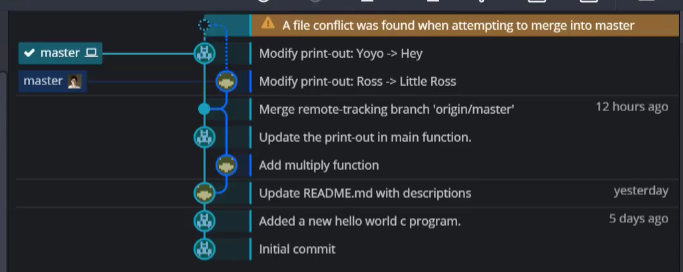 A file conflict was found when attempting to merge into master
master
Modify print-out: Yoyo -> Hey
master
Modify print-out: Ross -> Little Ross
Merge remote-tracking branch 'origin/master' 12 hours ago
Update the print-out in main function.
Add multiply function
Update README.md with descriptions yesterday
Added a new hello world c program. 5 days ago
Initial commit